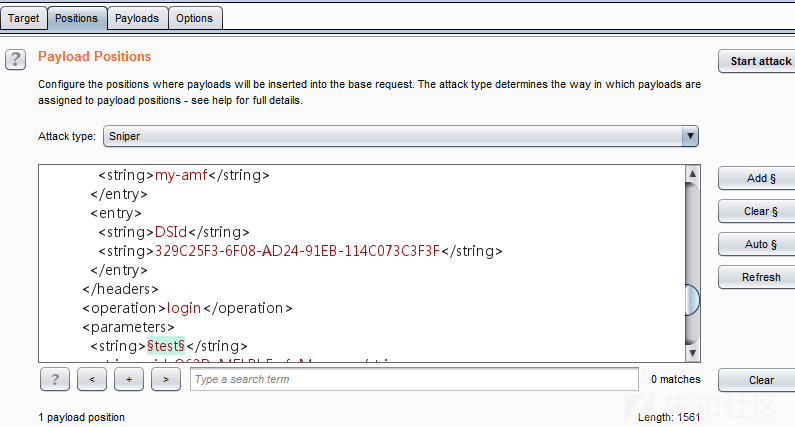 Target Positions Payloads Options
? Payload Positions Start attack
Configure the positions where payloads will be inserted into the base request. The attack type determines the way in which payloads are
assigned to payload positions - see help for full details.
Attack type: Sniper
<string>my-amf</string>
</entry>
<entry>
<string>DSId</string>
<string>329C25F3-6F08-AD24-91EB-114C073C3F3F</string>
</entry>
</headers>
<operation>login</operation>
<parameters>
<string>§test§</string>
Add §
Clear §
Auto §
Refresh
? < + > Type a search term 0 matches Clear
1 payload position Length: 1561
先知社区